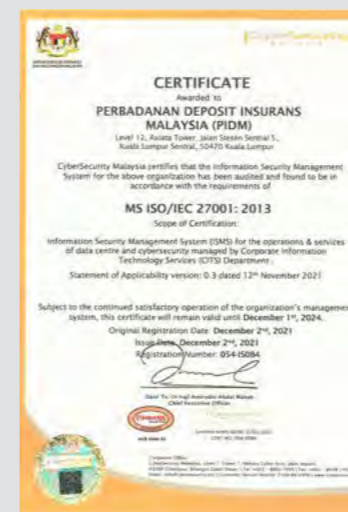 CERTIFICATE
Awarded to
PERBADANAN DEPOSIT INSURANS
MALAYSIA (PIDM)
Level 12, Axiata Tower, Jalan Stesen Sentral 5,
Kuala Lumpur Sentral, 50470 Kuala Lumpur
CyberSecurity Malaysia certifies that the Information Security Management
System for the above organization has been audited and found to be in
accordance with the requirements of
MS ISO/IEC 27001: 2013
Scope of Certification:
Information Security Management System (ISMS) for the operations & services
of data centre and cybersecurity managed by Corporate Information
Technology Services (CITS) Department.
Statement of Applicability version: 0.3 dated 12th November 2021
Subject to the continued satisfactory operation of the organization's management
system, this certificate will remain valid until December 1st, 2024.
Original Registration Date: December 2nd, 2021
Issue Date: December 2nd, 2021
Registration Number:
Chief Executive Officer